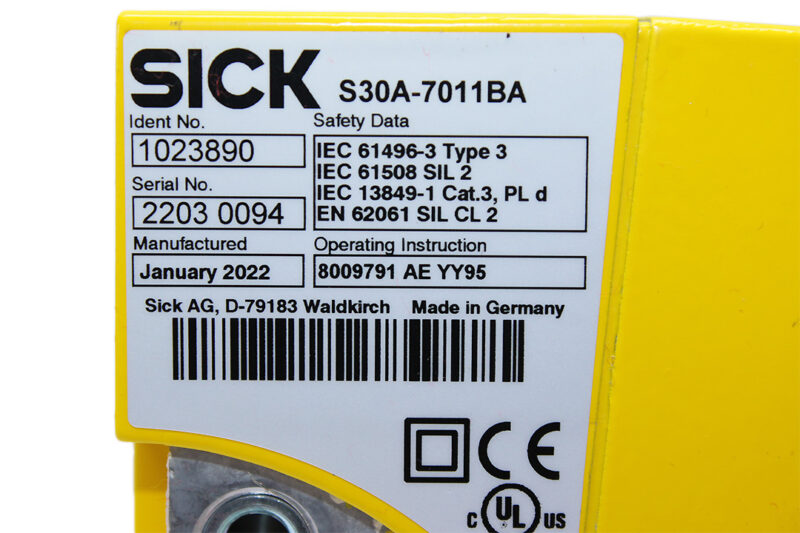 SICK S30A-7011BA
Ident No. Safety Data
1023890
IEC 61496-3 Type 3
IEC 61508 SIL 2
IEC 13849-1 Cat.3, PL d
EN 62061 SIL CL 2
Serial No.
2203 0094
Manufactured Operating Instruction
January 2022 8009791 AE YY95
Sick AG, D-79183 Waldkirch Made in Germany
CE
C UL US